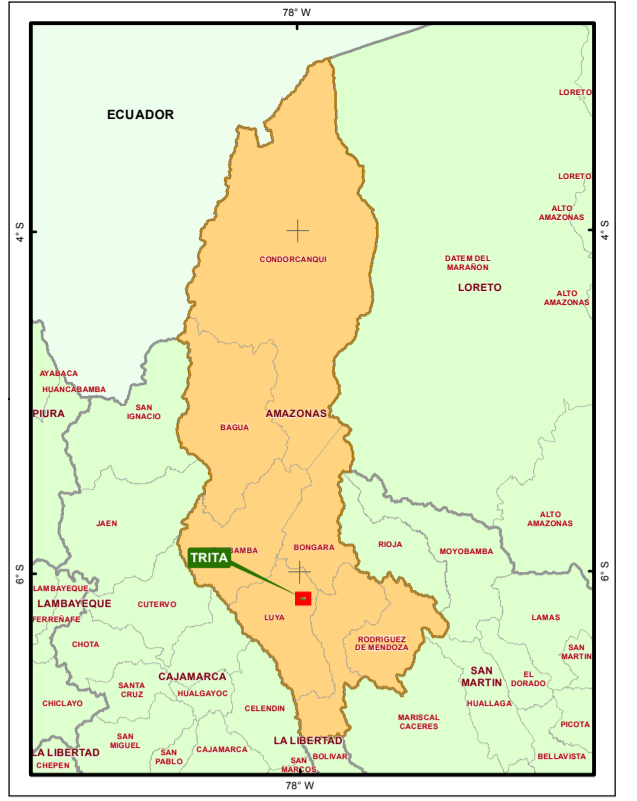 78° W
ECUADOR
LORETO
LORETO
ALTO
AMAZONAS
4° S
4° S
CONDORCANQUI
DATEM DEL
MARAÑON
LORETO
ALTO
AMAZONAS
AYABACA
HUANCABAMBA
PIURA
SAN
IGNACIO
AMAZONAS
BAGUA
JAEN
ALTO
AMAZONAS
RIOJA
MOYOBAMBA
BONGARA
BAMBA
TRITA
6° S
6° S
LAMBAYEQUE
LAMBAYEQUE
FERREÑAFE
CUTERVO
LUYA
LAMAS
CHOTA
RODRIGUEZ
DE MENDOZA
SAN
MARTIN
CAJAMARCA
SAN
MARTIN
EL
DORADO
SANTA
CRUZ
HUALGAYOC
CHICLAYO
CELENDIN
HUALLAGA
MARISCAL
CACERES
PICOTA
SAN
MIGUEL
LA LIBERTAD
LA LIBERTAD
CHEPEN
SAN
PABLO
CAJAMARCA
SAN
MARCOS
BOLIVAR
BELLAVISTA
78° W